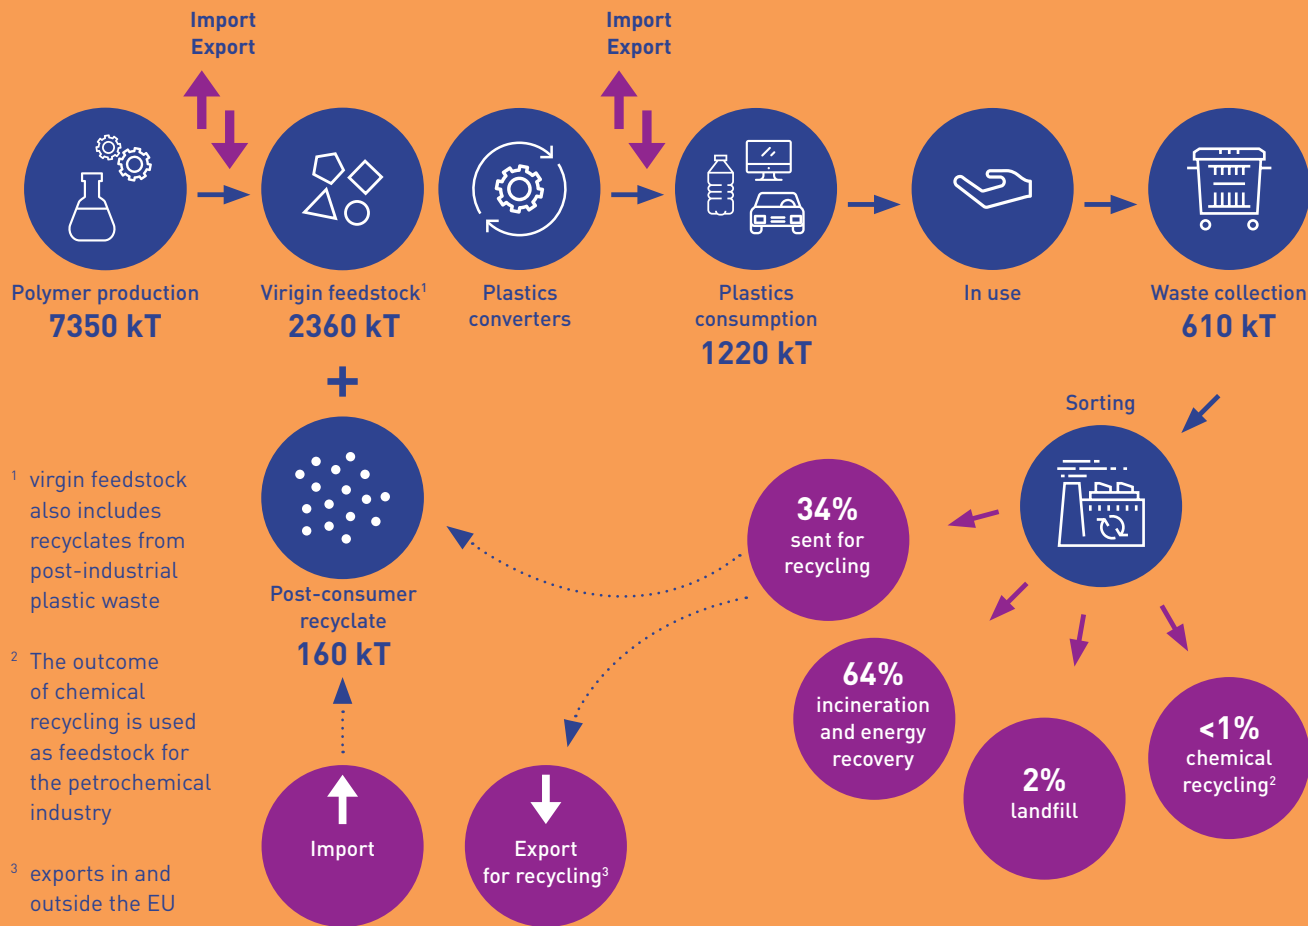 Import
Export
Import
Export
Polymer production
7350 kT
Virigin feedstock¹
2360 kT
Plastics
converters
Plastics
consumption
1220 kT
In use
Waste collection
610 kT
+
Sorting
¹ virgin feedstock
also includes
recyclates from
post-industrial
plastic waste
² The outcome
of chemical
recycling is used
as feedstock for
the petrochemical
industry
³ exports in and
outside the EU
Post-consumer
recyclate
160 kT
34%
sent for
recycling
64%
incineration
and energy
recovery
2%
landfill
<1%
chemical
recycling²
Import
Export
for recycling³